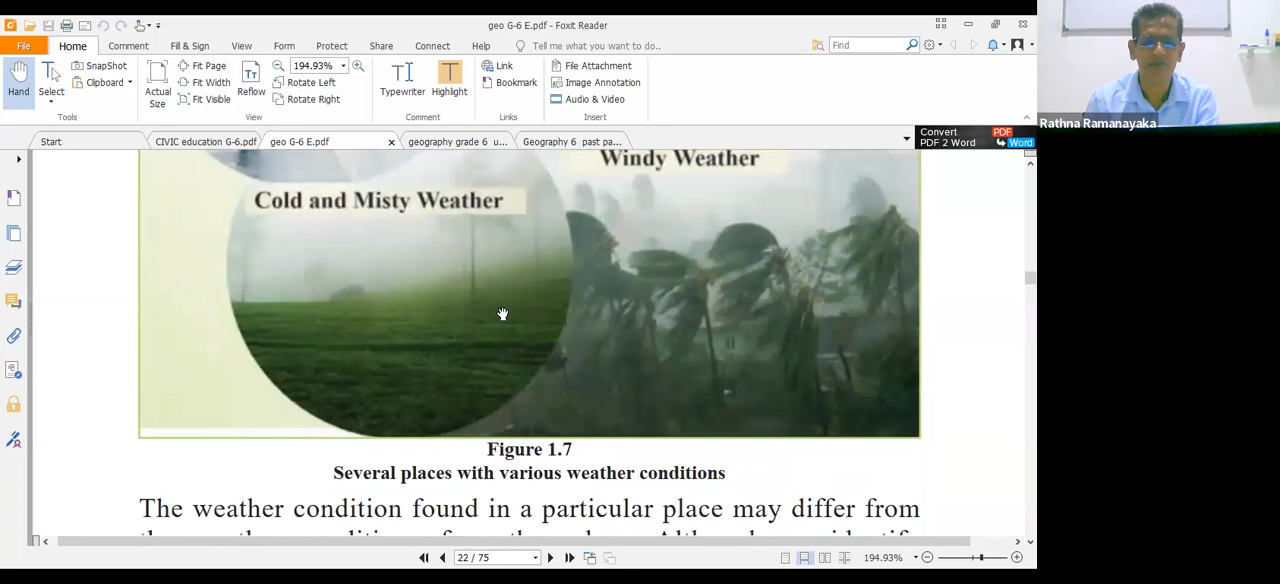 geo G-6 E.pdf - Foxit Reader
File Home Comment Fill & Sign View Form Protect Share Connect Help Tell me what you want to do.. Find
SnapShot Fit Page 194.93% Link File Attachment
Clipboard Fit Width Rotate Left Bookmark Image Annotation
Hand Select Actual Size Fit Visible Reflow Rotate Right Typewriter Highlight Audio & Video
Tools View Comment Links Insert
Start CIVIC education G-6.pdf geo G-6 E.pdf geography grade 6 u... Geography 6 past pa...
Convert PDF
PDF 2 Word Word
Rathna Ramanayaka
Windy Weather
Cold and Misty Weather
Figure 1.7
Several places with various weather conditions
The weather condition found in a particular place may differ from
22 / 75 194.93%